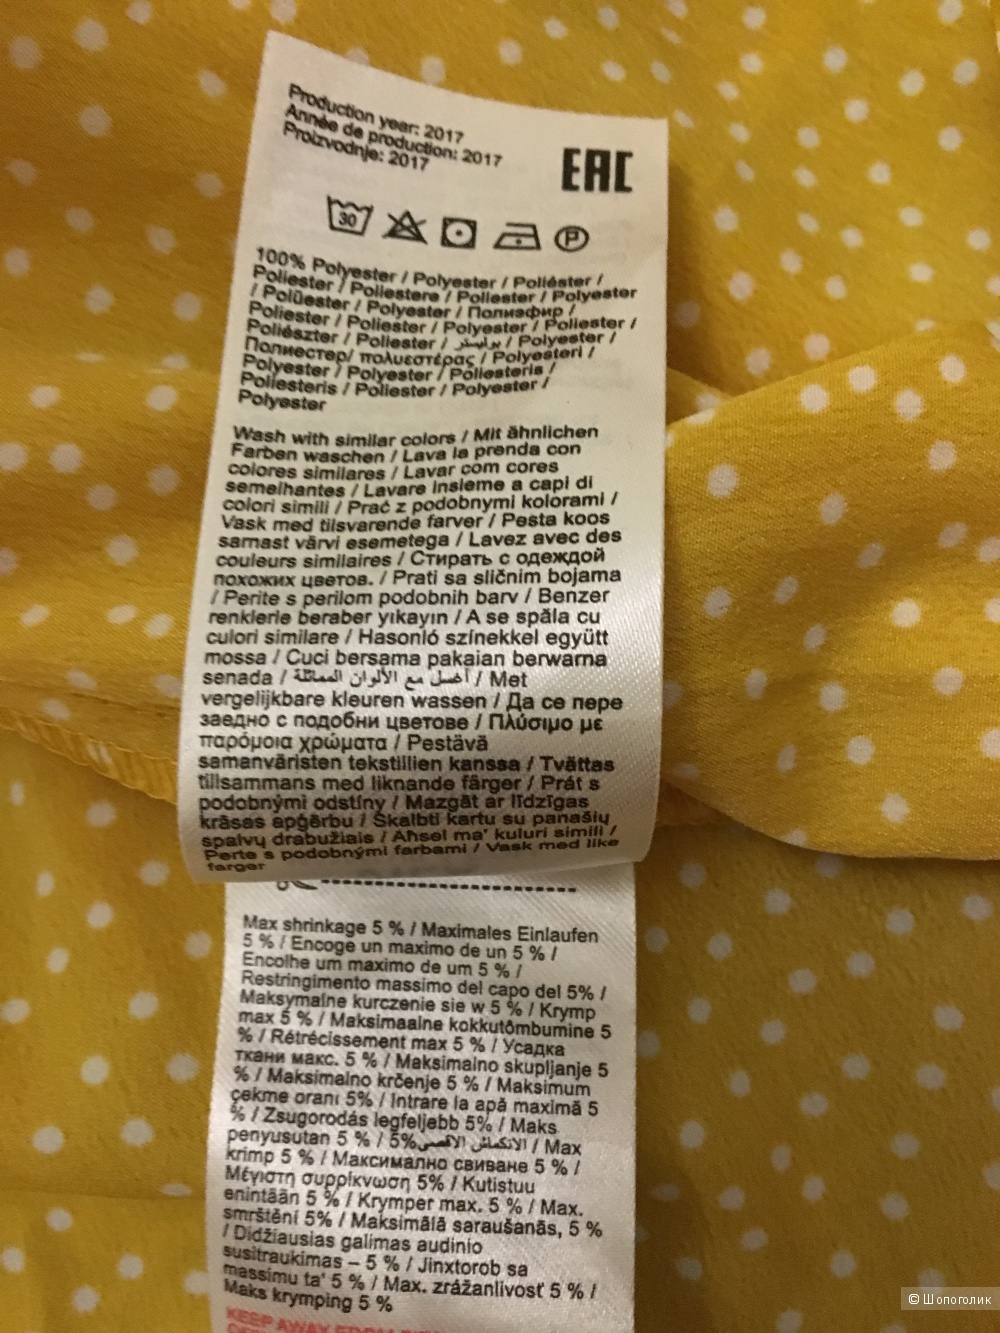 Production year: 2017
Année de production: 2017
Proizvodnje: 2017
EAC
30
P
100% Polyester / Polyester / Poliéster /
Poliester / Poliestere / Poliester / Polyester
/ Polüester / Polyester / Полиэфир /
Poliester / Poliester / Polyester / Poliester /
Poliészter / Poliester / بوليستر / Polyester /
Полиестер/ πολυεστέρας / Polyesteri /
Polyester / Polyester / Poliesteris /
Poliesteris / Poliester / Polyester /
Polyester
Wash with similar colors / Mit ähnlichen
Farben waschen / Lava la prenda con
colores similares / Lavar com cores
semelhantes / Lavare insieme a capi di
colori simili / Prać z podobnymi kolorami /
Vask med tilsvarende farver / Pesta koos
sarnast värvi esemetega / Lavez avec des
couleurs similaires / Стирать с одеждой
похожих цветов. / Prati sa sličnim bojama
/ Perite s perilom podobnih barv / Benzer
renklerle beraber yıkayın / A se spăla cu
culori similare / Hasonló színekkel együtt
mossa / Cuci bersama pakaian berwarna
senada / اغسل مع الألوان المماثلة / Met
vergelijkbare kleuren wassen / Да се пере
заедно с подобни цветове / Πλύσιμο με
παρόμοια χρώματα / Pestävä
samanväristen tekstiilien kanssa / Tvättas
tillsammans med liknande färger / Prát s
podobnými odstíny / Mazgāt ar līdzīgas
krāsas apģērbu / Skalbti kartu su panašių
spalvų drabužiais / Aħsel ma' kuluri simili /
Perte s podobnými farbami / Vask med like
farger
Max shrinkage 5 % / Maximales Einlaufen
5 % / Encoge un maximo de un 5 % /
Encolhe um maximo de um 5 % /
Restringimento massimo del capo del 5% /
Maksymalne kurczenie sie w 5 % / Krymp
max 5 % / Maksimaalne kokkutõmbumine 5
% / Rétrécissement max 5 % / Усадка
ткани макс. 5 % / Maksimalno skupljanje 5
% / Maksimalno krčenje 5 % / Maksimum
çekme oranı 5% / Intrare la apă maximă 5
% / Zsugorodás legfeljebb 5% / Maks
penyusutan 5 % / 5% الانكماش الأقصى / Max
krimp 5 % / Максимално свиване 5 % /
Μέγιστη συρρίκνωση 5% / Kutistuu
enintään 5 % / Krymper max. 5 % / Max.
smrštění 5% / Maksimālā saraušanās, 5 %
/ Didžiausias galimas audinio
susitraukimas – 5 % / Jinxtorob sa
massimu ta' 5 % / Max. zrážanlivosť 5 % /
Maks krymping 5 %
KEEP AWAY FROM
© Шопоголик